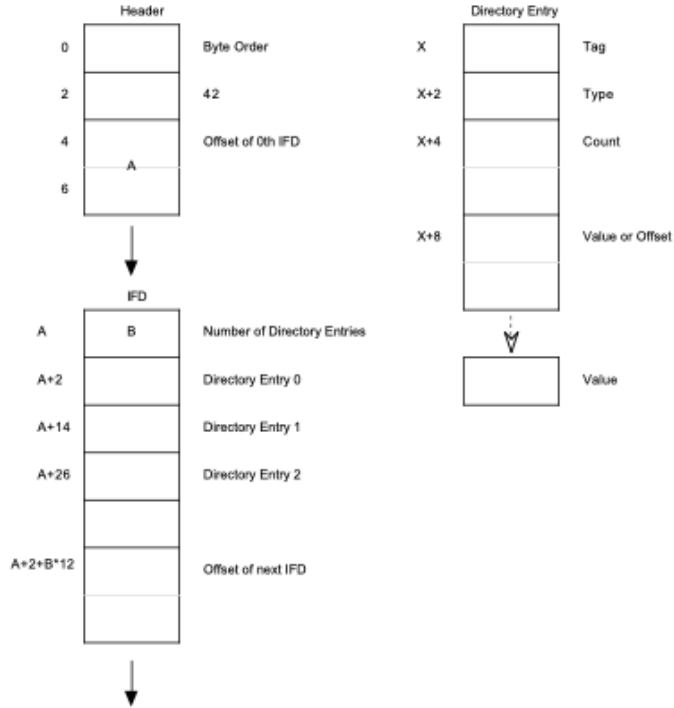 Header
0 Byte Order
2 42
4 Offset of 0th IFD
A
6
IFD
A B Number of Directory Entries
A+2 Directory Entry 0
A+14 Directory Entry 1
A+26 Directory Entry 2
A+2+B*12 Offset of next IFD
Directory Entry
X Tag
X+2 Type
X+4 Count
X+8 Value or Offset
Value